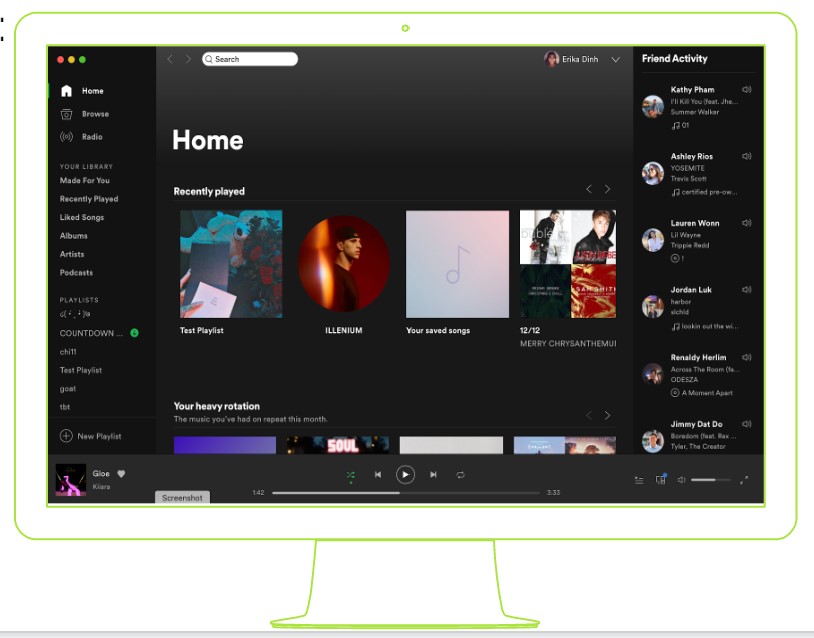 Search
Erika Dinh
Home
Browse
Radio
YOUR LIBRARY
Made For You
Recently Played
Liked Songs
Albums
Artists
Podcasts
PLAYLISTS
COUNTDOWN ...
chi11
Test Playlist
goat
tbt
New Playlist
Home
Recently played
Test Playlist
ILLENIUM
Your saved songs
12/12
MERRY CHRYSANTHEMU
Your heavy rotation
The music you've had on repeat this month.
SOUL
Friend Activity
Kathy Pham
I'll Kill You (feat. Jhe...
Summer Walker
01
Ashley Rios
YOSEMITE
Travis Scott
certified pre-ow...
Lauren Wonn
Lil Wayne
Trippie Redd
!
Jordan Luk
harbor
sichld
lookin out the wi...
Renaldy Herlim
Across The Room (fe...
ODESZA
A Moment Apart
Jimmy Dat Do
Boredom (feat. Rex ...
Tyler, The Creator
Gloe
Kiiara
Screenshot
1:42
3:33